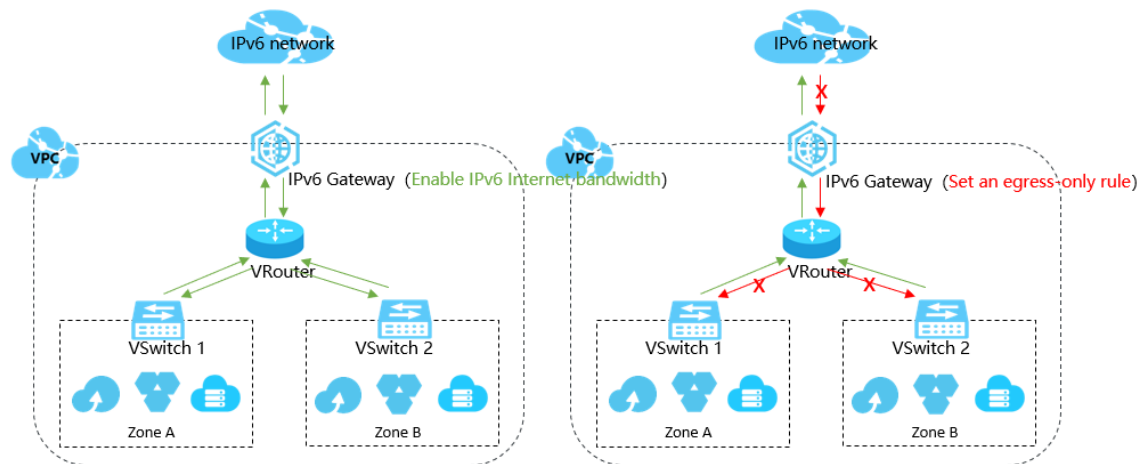 IPv6 network
VPC
IPv6 Gateway (Enable IPv6 Internet bandwidth)
VRouter
VSwitch 1
VSwitch 2
Zone A
Zone B
IPv6 network
X
VPC
IPv6 Gateway (Set an egress-only rule)
VRouter
X
X
VSwitch 1
VSwitch 2
Zone A
Zone B